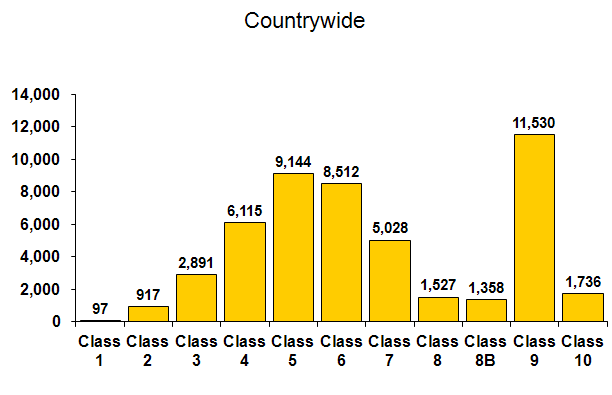 Countrywide
14,000
12,000
10,000
8,000
6,000
4,000
2,000
0
97
917
2,891
6,115
9,144
8,512
5,028
1,527
1,358
11,530
1,736
Class 1
Class 2
Class 3
Class 4
Class 5
Class 6
Class 7
Class 8
Class 8B
Class 9
Class 10